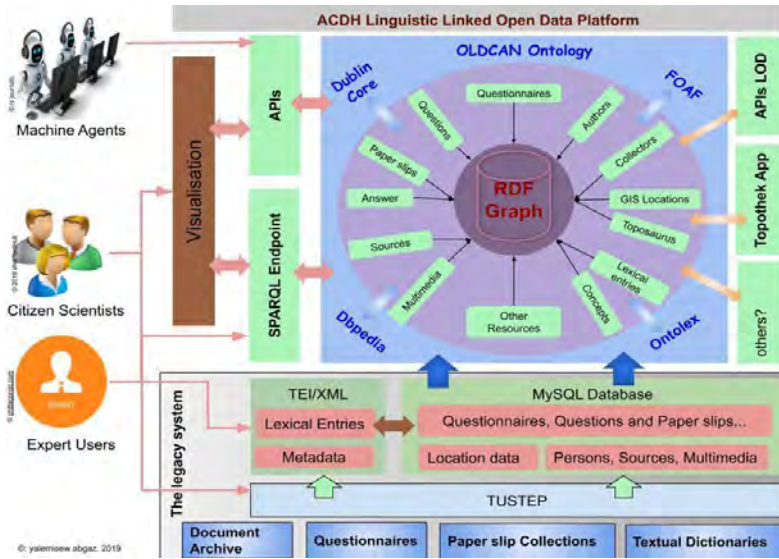 ACDH Linguistic Linked Open Data Platform
Machine Agents
Citizen Scientists
Expert Users
Visualisation
APIs
SPARQL Endpoint
OLDCAN Ontology
Dublin
Core
FOAF
Dbpedia
Ontolex
Questionnaires
Questions
Authors
Paper slips
Collectors
Answer
GIS Locations
Sources
Toposaurus
Multimedia
Lexical
entries
Concepts
Other
Resources
RDF
Graph
APIs LOD
Topothek App
others?
The legacy system
TEI/XML
Lexical Entries
Metadata
MySQL Database
Questionnaires, Questions and Paper slips...
Location data
Persons, Sources, Multimedia
TUSTEP
Document
Archive
Questionnaires
Paper slip Collections
Textual Dictionaries
©: yalemisew abgaz, 2019